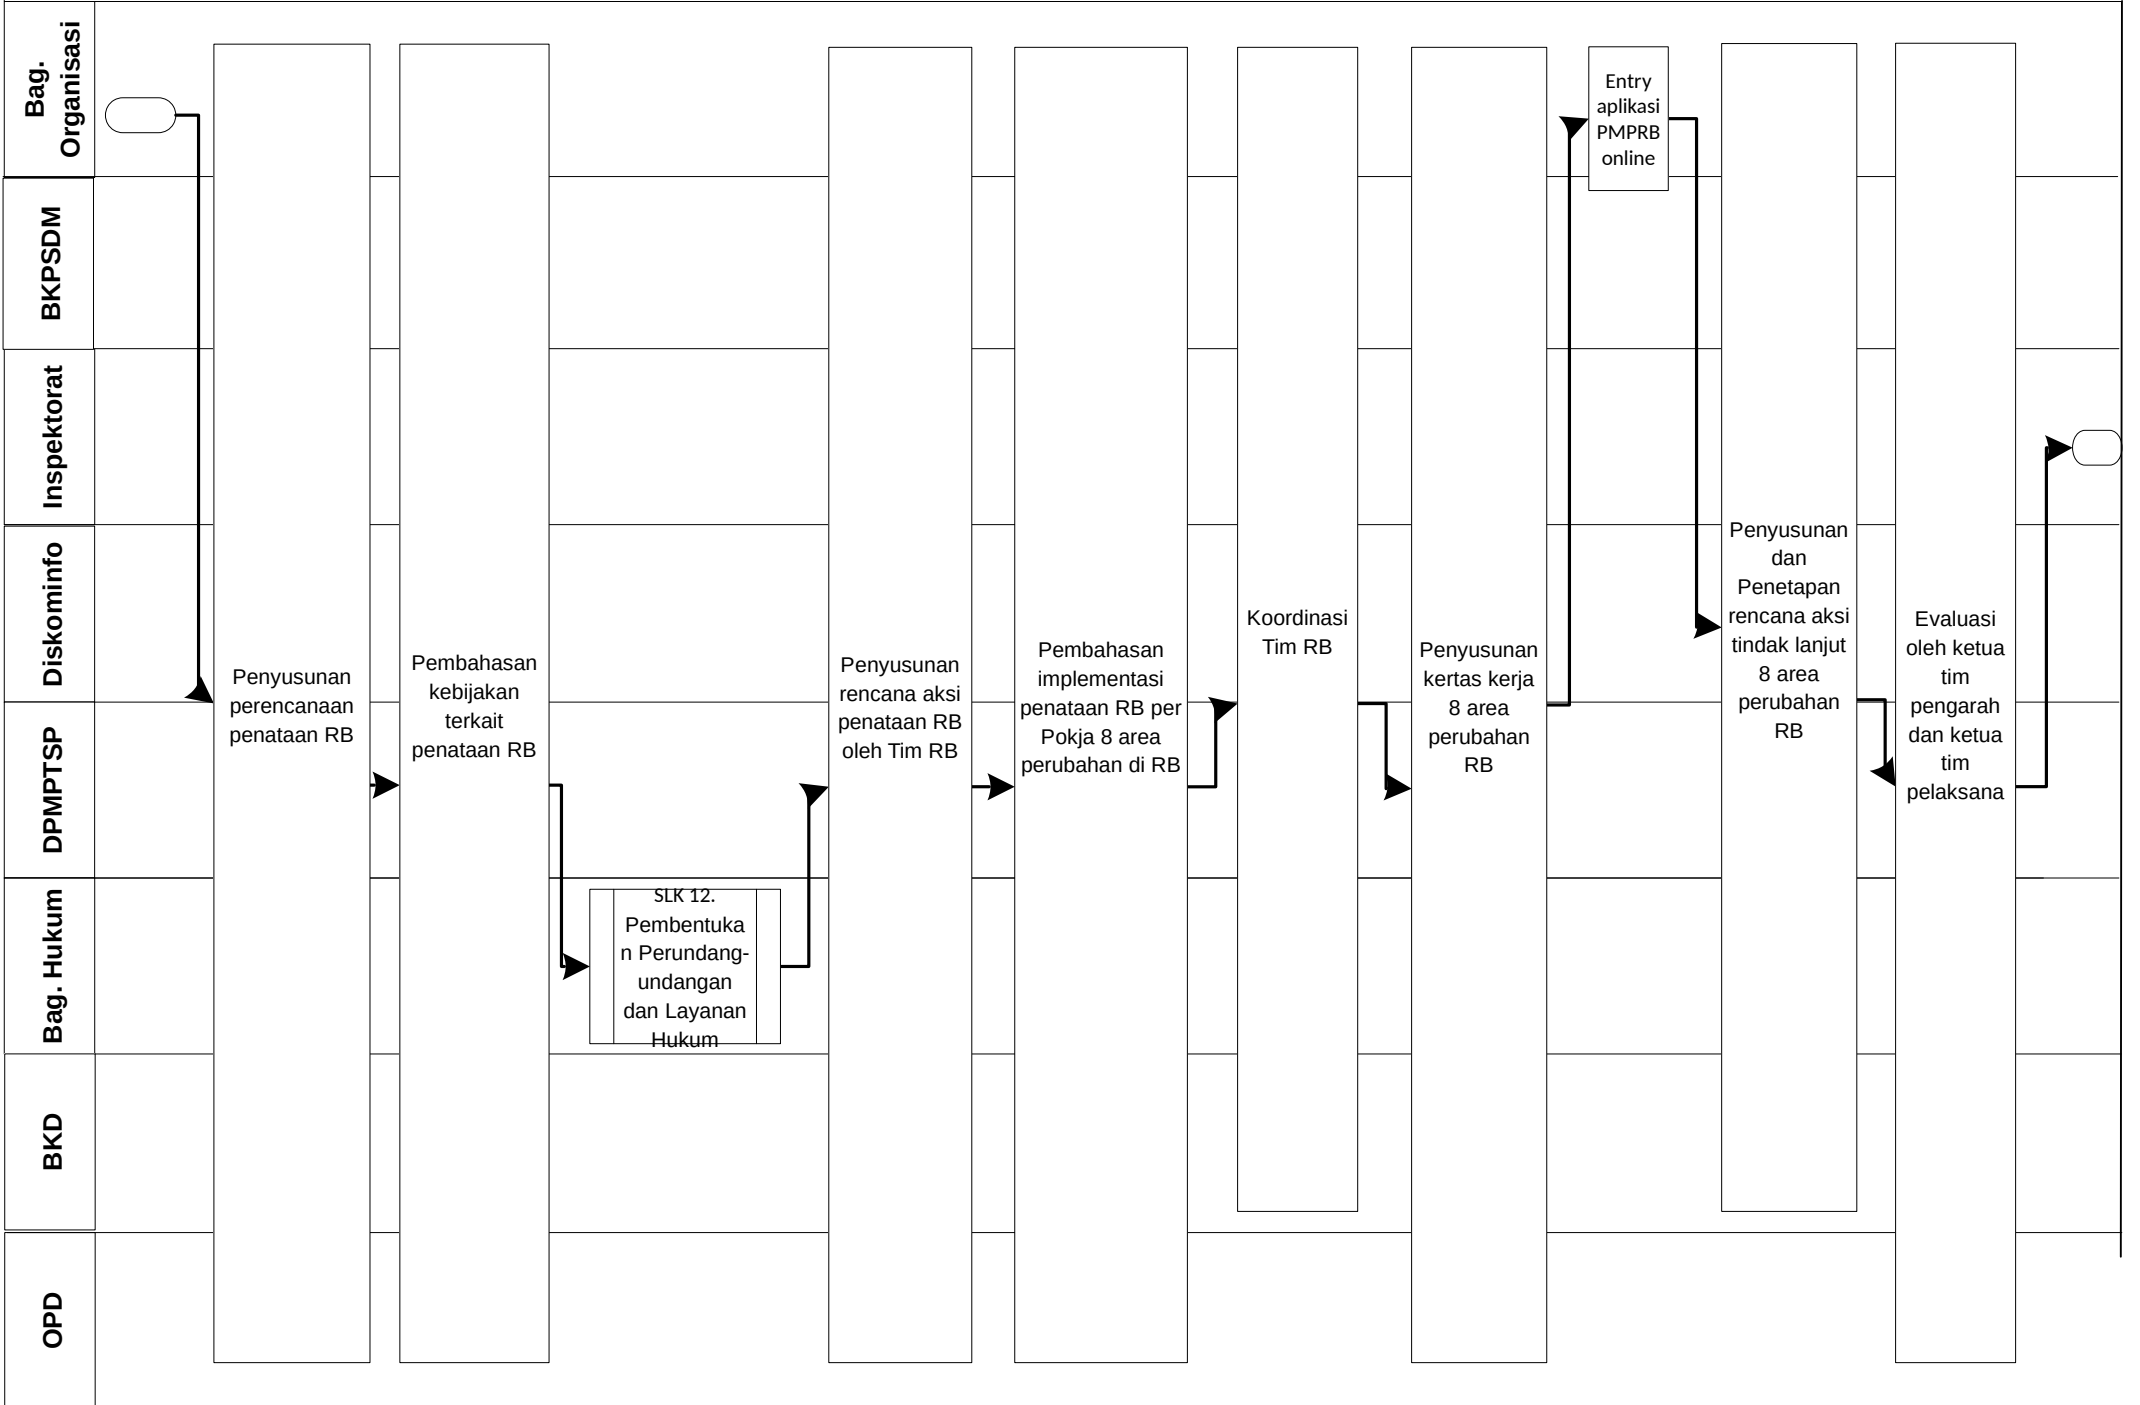 Bag.
Organisasi
BKPSDM
Inspektorat
Diskominfo
DPMPTSP
Bag. Hukum
BKD
OPD
Penyusunan
perencanaan
penataan RB
Pembahasan
kebijakan
terkait
penataan RB
SLK 12.
Pembentuka
n Perundang-
undangan
dan Layanan
Hukum
Penyusunan
rencana aksi
penataan RB
oleh Tim RB
Pembahasan
implementasi
penataan RB per
Pokja 8 area
perubahan di RB
Koordinasi
Tim RB
Penyusunan
kertas kerja
8 area
perubahan
RB
Entry
aplikasi
PMPRB
online
Penyusunan
dan
Penetapan
rencana aksi
tindak lanjut
8 area
perubahan
RB
Evaluasi
oleh ketua
tim
pengarah
dan ketua
tim
pelaksana